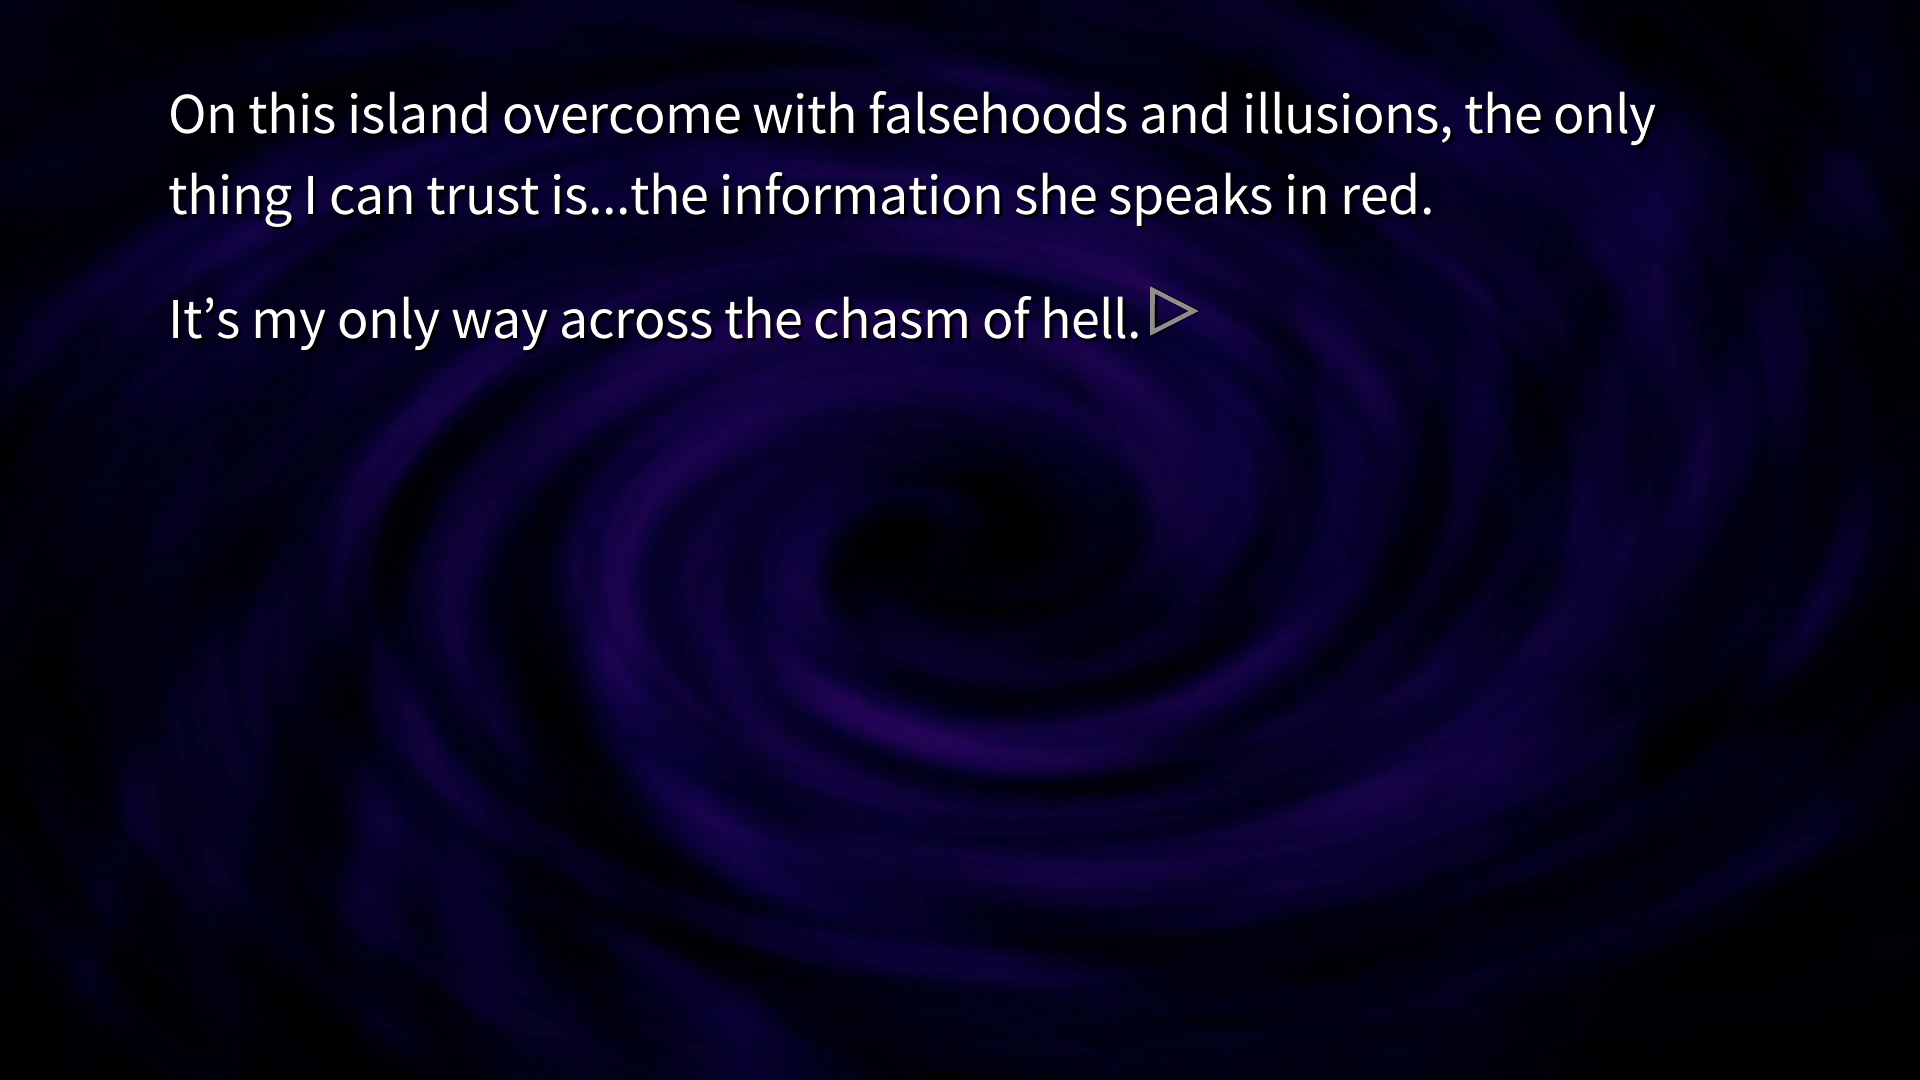 On this island overcome with falsehoods and illusions, the only
thing I can trust is...the information she speaks in red.
It’s my only way across the chasm of hell.